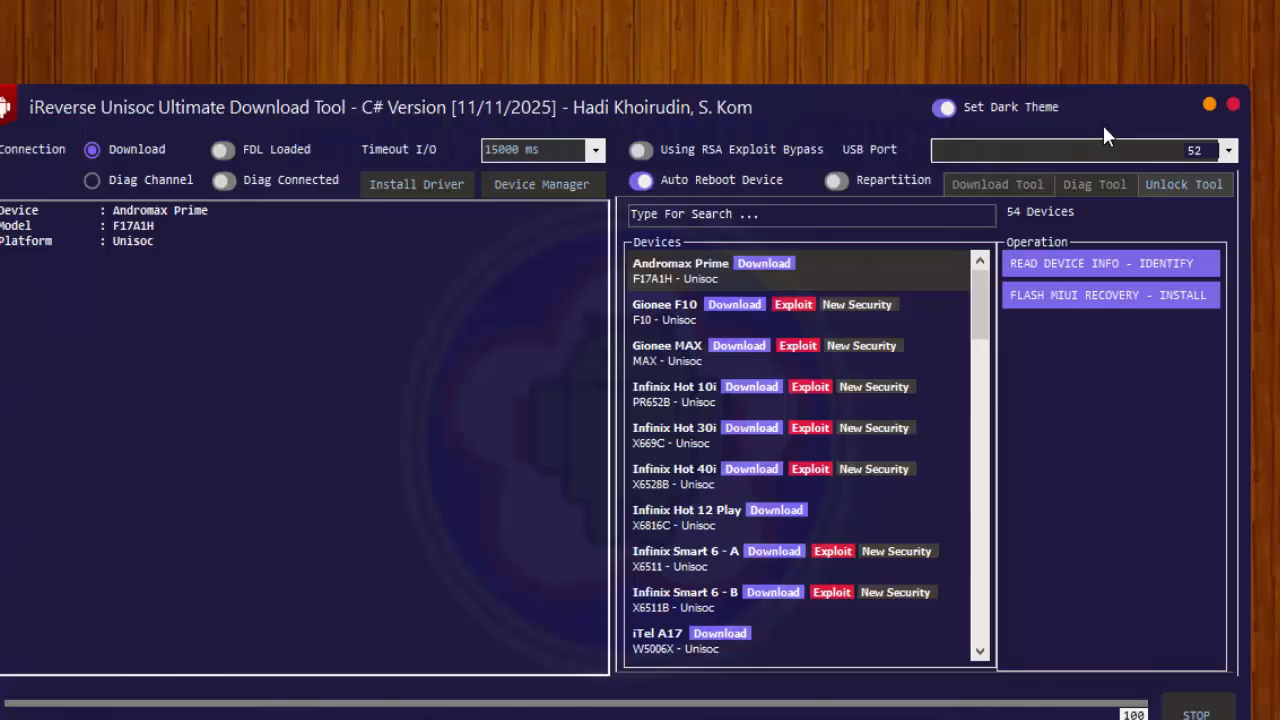 iReverse Unisoc Ultimate Download Tool - C# Version [11/11/2025] - Hadi Khoirudin, S. Kom
Set Dark Theme
Connection
Download
FDL Loaded
Timeout I/O
15000 ms
Using RSA Exploit Bypass
USB Port
52
Diag Channel
Diag Connected
Install Driver
Device Manager
Auto Reboot Device
Repartition
Download Tool
Diag Tool
Unlock Tool
Device : Andromax Prime
Model : F17A1H
Platform : Unisoc
Type For Search ...
54 Devices
Devices
Andromax Prime Download
F17A1H - Unisoc
Gionee F10 Download Exploit New Security
F10 - Unisoc
Gionee MAX Download Exploit New Security
MAX - Unisoc
Infinix Hot 10i Download Exploit New Security
PR652B - Unisoc
Infinix Hot 30i Download Exploit New Security
X669C - Unisoc
Infinix Hot 40i Download Exploit New Security
X6528B - Unisoc
Infinix Hot 12 Play Download
X6816C - Unisoc
Infinix Smart 6 - A Download Exploit New Security
X6511 - Unisoc
Infinix Smart 6 - B Download Exploit New Security
X6511B - Unisoc
iTel A17 Download
W5006X - Unisoc
Operation
READ DEVICE INFO - IDENTIFY
FLASH MIUI RECOVERY - INSTALL
100
STOP